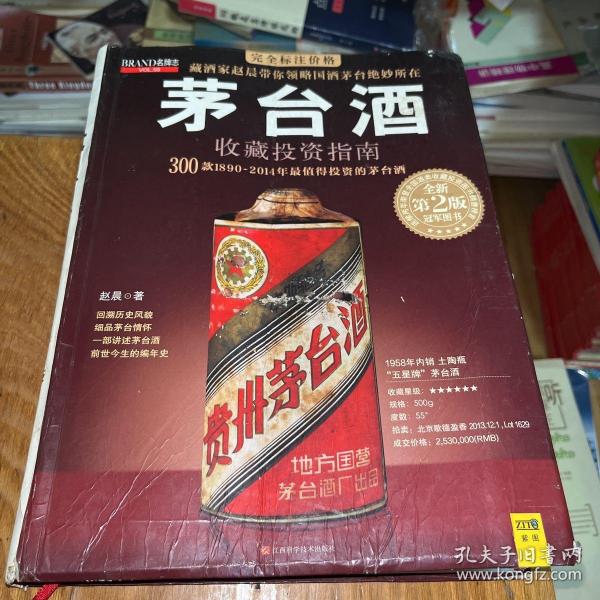 BRAND名牌志
VOL.59
完全标注价格
藏酒家赵晨带你领略国酒茅台绝妙所在
茅台酒
收藏投资指南
300款1890-2014年最值得投资的茅台酒
全新
第2版
冠军图书
赵晨⊙著
回溯历史风貌
细品茅台情怀
一部讲述茅台酒
前世今生的编年史
贵州茅台酒
地方国营
茅台酒厂出品
1958年内销 土陶瓶
“五星牌”茅台酒
收藏星级：★★★★★★
规格：500g
度数：55°
拍卖：北京歌德盈香 2013.12.1，Lot 1629
成交价格：2,530,000(RMB)
江西科学技术出版社
紫图
孔夫子旧书网
www.kongfz.com